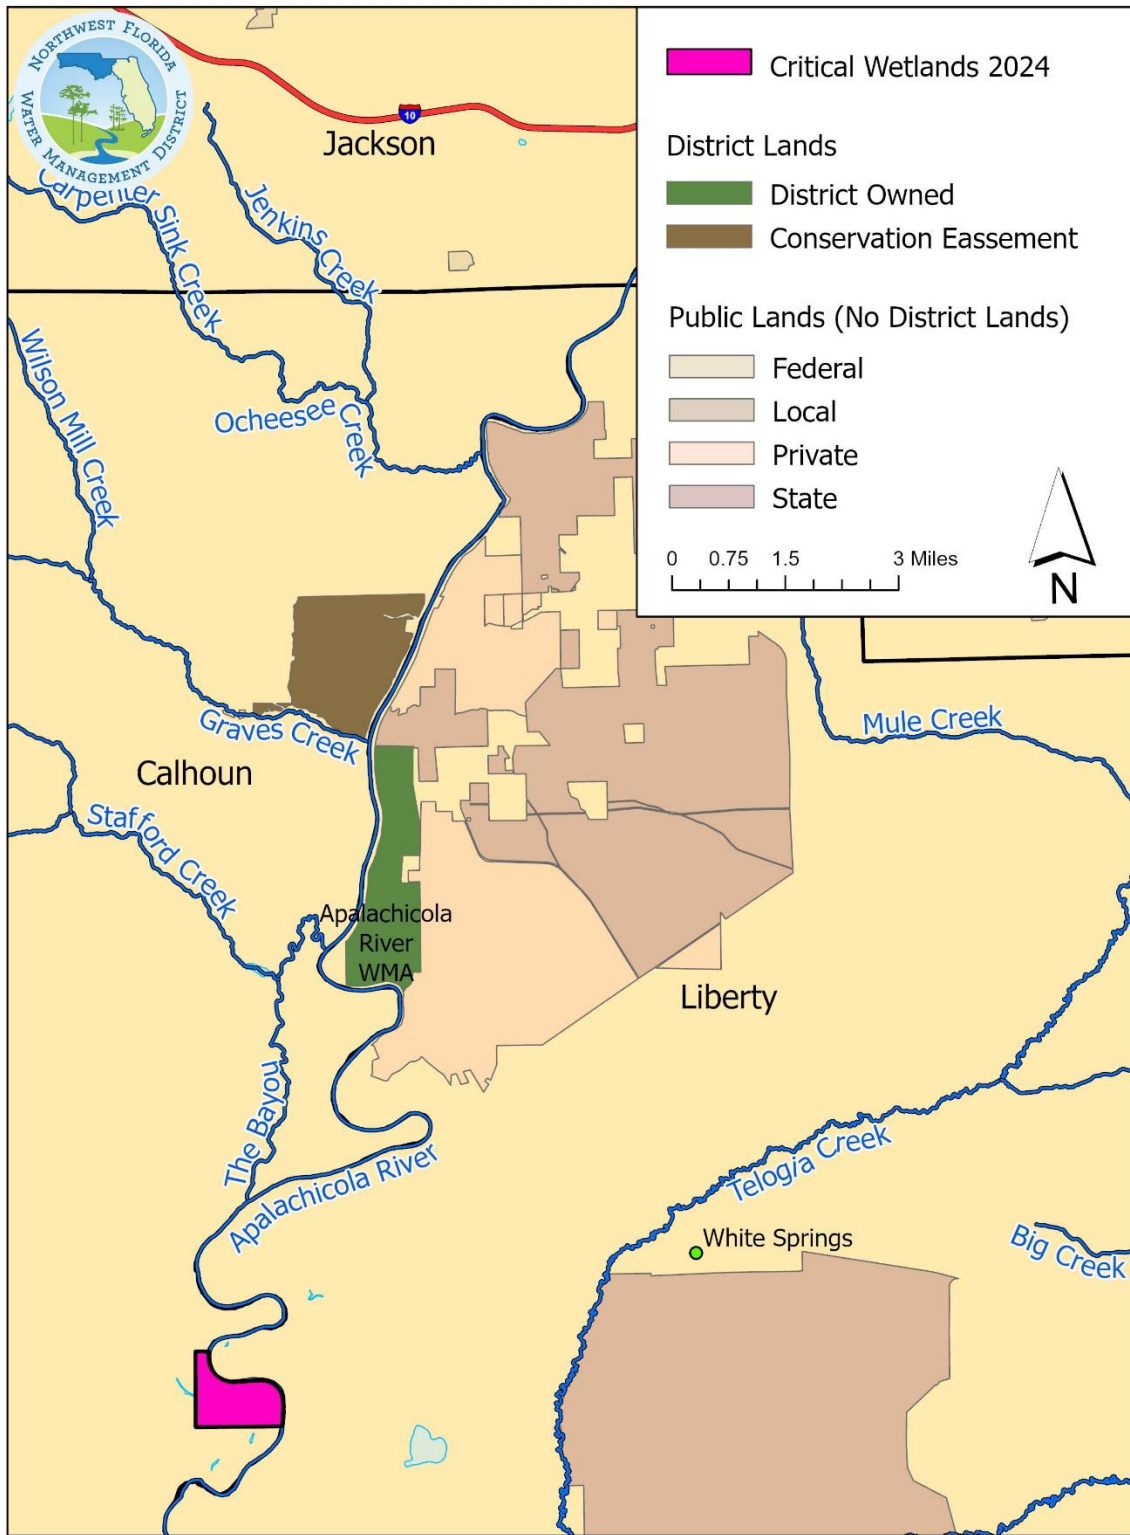 NORTHWEST FLORIDA
WATER MANAGEMENT DISTRICT
10
Jackson
Carpenter Sink Creek
Jenkins Creek
Wilson Mill Creek
Ocheesee Creek
Critical Wetlands 2024
District Lands
District Owned
Conservation Eassement
Public Lands (No District Lands)
Federal
Local
Private
State
0 0.75 1.5 3 Miles
N
Graves Creek
Mule Creek
Calhoun
Stafford Creek
Apalachicola
River
WMA
Liberty
The Bayou
Apalachicola River
Telogia Creek
White Springs
Big Creek